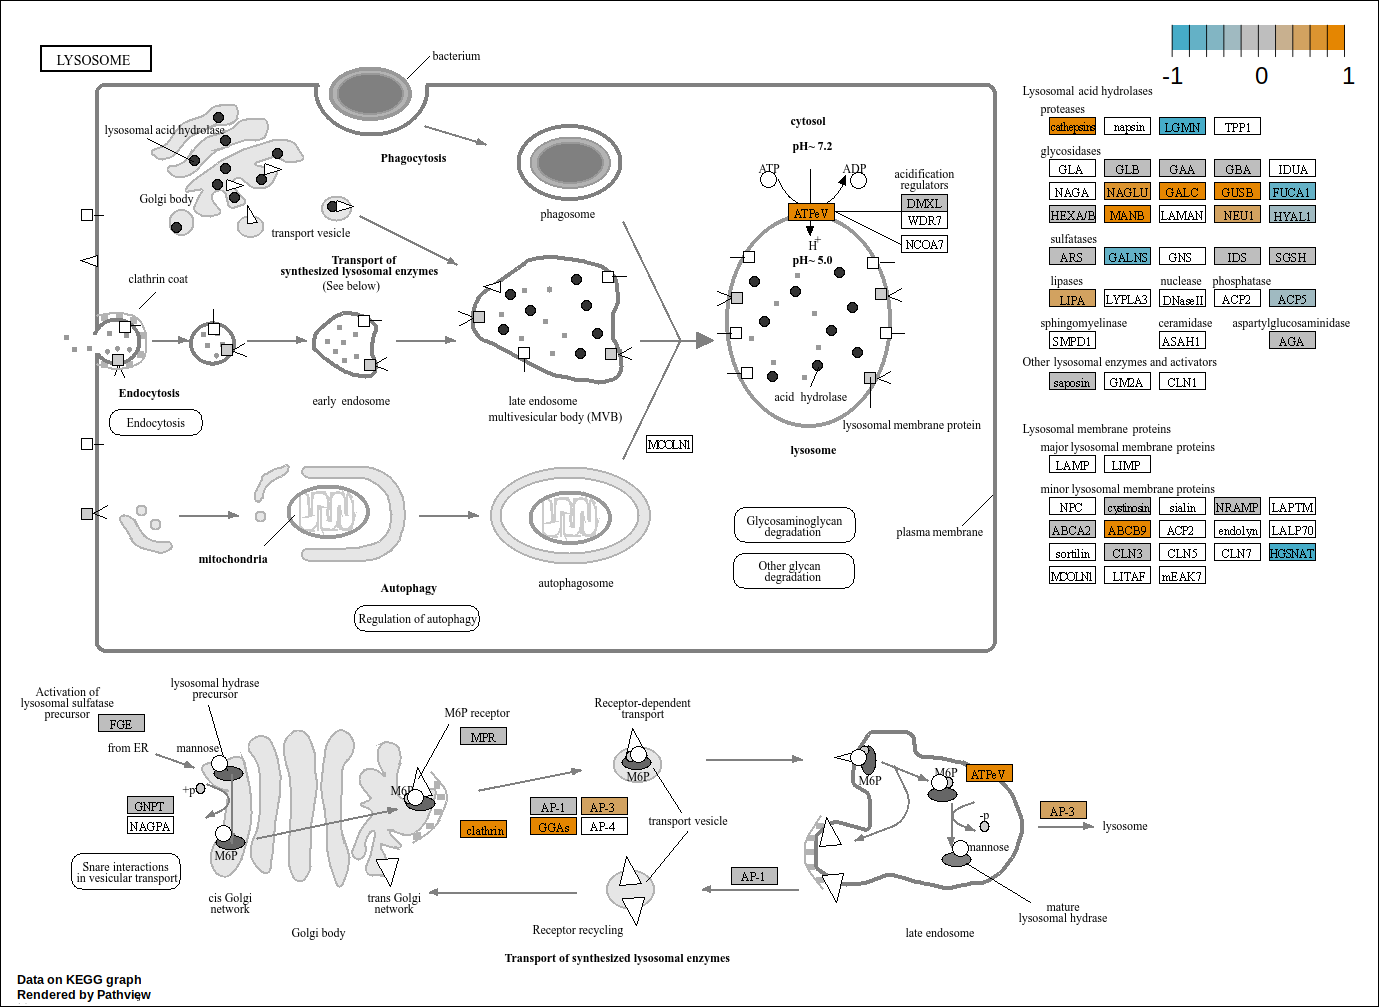 LYSOSOME
bacterium
-1 0 1
lysosomal acid hydrolase
Golgi body
transport vesicle
Phagocytosis
phagosome
Transport of
synthesized lysosomal enzymes
(See below)
clathrin coat
cytosol
pH~ 7.2
ATP
ADP
ATPeV
H+
pH~ 5.0
acidification
regulators
DMXL
WDR7
NCOA7
Endocytosis
Endocytosis
early endosome
late endosome
multivesicular body (MVB)
MCOLN1
acid hydrolase
lysosomal membrane protein
lysosome
mitochondria
Autophagy
Regulation of autophagy
autophagosome
Glycosaminoglycan
degradation
Other glycan
degradation
plasma membrane
Lysosomal acid hydrolases
proteases
cathepsins napsin LGMN TPP1
glycosidases
GLA GLB GAA GBA IDUA
NAGA NAGLU GALC GUSB FUCA1
HEXA/B MANB LAMAN NEU1 HYAL1
sulfatases
ARS GALNS GNS IDS SGSH
lipases nuclease phosphatase
LIPA LYPLA3 DNaseII ACP2 ACP5
sphingomyelinase ceramidase aspartylglucosaminidase
SMPD1 ASAH1 AGA
Other lysosomal enzymes and activators
saposin GM2A CLN1
Lysosomal membrane proteins
major lysosomal membrane proteins
LAMP LIMP
minor lysosomal membrane proteins
NPC cystinosin sialin NRAMP LAPTM
ABCA2 ABCB9 ACP2 endolyn LALP70
sortilin CLN3 CLN5 CLN7 HGSNAT
MCOLN1 LITAF mEAK7
Activation of
lysosomal sulfatase
precursor
FGE
from ER
lysosomal hydrase
precursor
mannose
+p
GNPT
NAGPA
M6P
Snare interactions
in vesicular transport
cis Golgi
network
Golgi body
trans Golgi
network
M6P receptor
MPR
M6P
clathrin
AP-1 AP-3
GGAs AP-4
Receptor-dependent
transport
M6P
transport vesicle
Receptor recycling
AP-1
M6P
M6P
ATPeV
-p
mannose
AP-3
lysosome
mature
lysosomal hydrase
late endosome
Transport of synthesized lysosomal enzymes
Data on KEGG graph
Rendered by Pathview